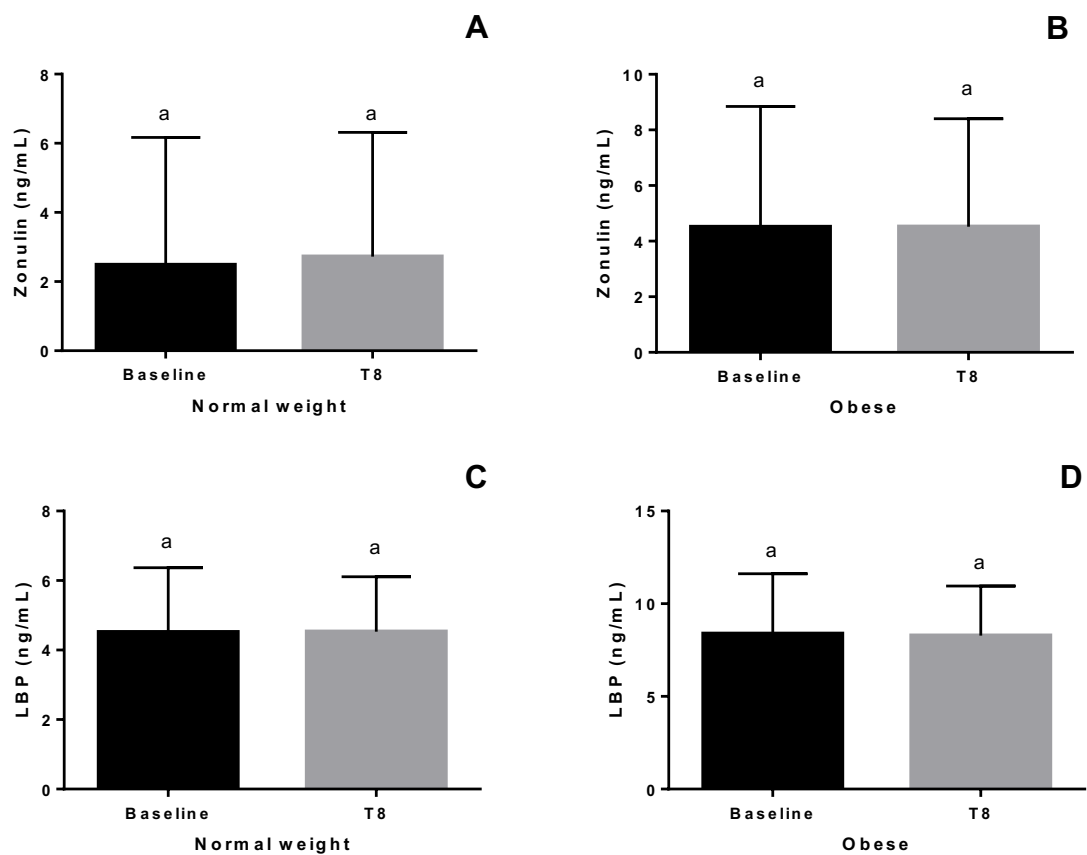 A
8
6
4
2
0
Zonulin (ng/mL)
a
a
Baseline
T8
Normal weight
B
10
8
6
4
2
0
Zonulin (ng/mL)
a
a
Baseline
T8
Obese
C
8
6
4
2
0
LBP (ng/mL)
a
a
Baseline
T8
Normal weight
D
15
10
5
0
LBP (ng/mL)
a
a
Baseline
T8
Obese